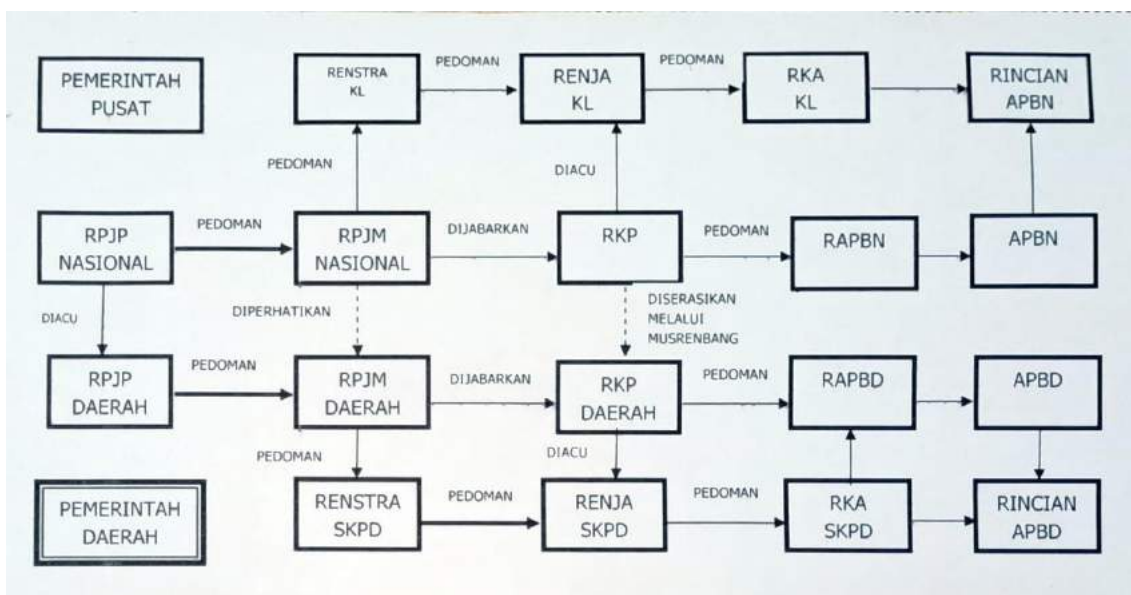 PEMERINTAH
PUSAT
RENSTRA
KL
PEDOMAN
RENJA
KL
PEDOMAN
RKA
KL
RINCIAN
APBN
PEDOMAN
DIACU
RPJP
NASIONAL
PEDOMAN
RPJM
NASIONAL
DIJABARKAN
RKP
PEDOMAN
RAPBN
APBN
DIACU
DIPERHATIKAN
DISERASIKAN
MELALUI
MUSRENBANG
RPJP
DAERAH
PEDOMAN
RPJM
DAERAH
DIJABARKAN
RKP
DAERAH
PEDOMAN
RAPBD
APBD
PEDOMAN
DIACU
PEMERINTAH
DAERAH
RENSTRA
SKPD
PEDOMAN
RENJA
SKPD
PEDOMAN
RKA
SKPD
RINCIAN
APBD